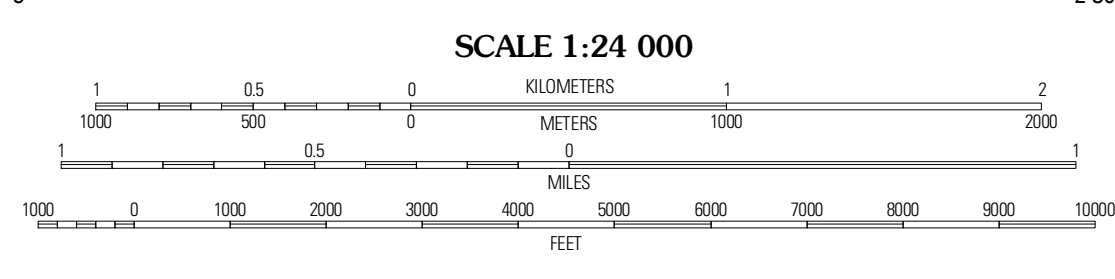 SCALE 1:24 000
1 0.5 0 KILOMETERS 1 2
1000 500 0 METERS 1000 2000
1 0.5 0 1
MILES
1000 0 1000 2000 3000 4000 5000 6000 7000 8000 9000 10000
FEET